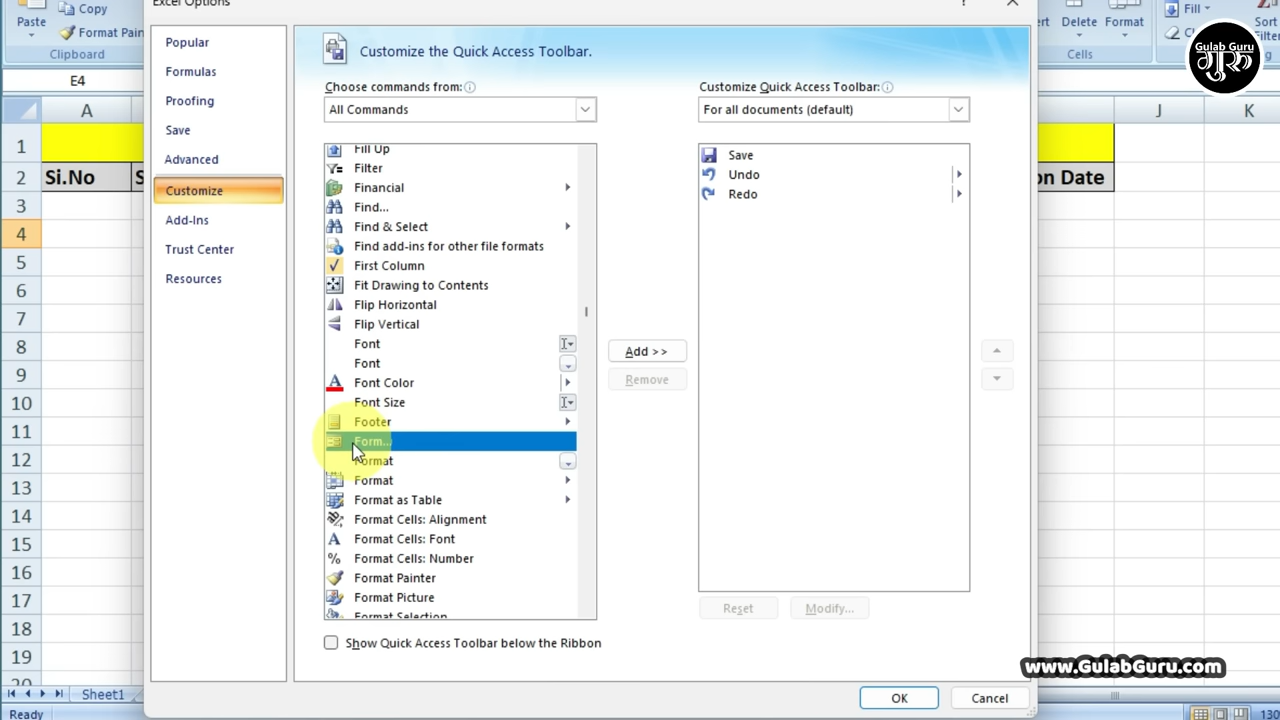 Excel Options
?
Paste
Copy
Format Pain
Clipboard
Delete
Format
Cells
Fill
Sort
Filter
Gulab Guru
गुरु
E4
A
J
K
1
2
Si.No
S
on Date
3
4
5
6
7
8
9
10
11
12
13
14
15
16
17
18
19
20
Popular
Formulas
Proofing
Save
Advanced
Customize
Add-Ins
Trust Center
Resources
Customize the Quick Access Toolbar.
Choose commands from:
All Commands
Fill Up
Filter
Financial
Find...
Find & Select
Find add-ins for other file formats
First Column
Fit Drawing to Contents
Flip Horizontal
Flip Vertical
Font
Font
Font Color
Font Size
Footer
Form...
Format
Format
Format as Table
Format Cells: Alignment
Format Cells: Font
Format Cells: Number
Format Painter
Format Picture
Format Selection
Show Quick Access Toolbar below the Ribbon
Add >>
Remove
Customize Quick Access Toolbar:
For all documents (default)
Save
Undo
Redo
Reset
Modify...
www.GulabGuru.com
OK
Cancel
Sheet1
Ready